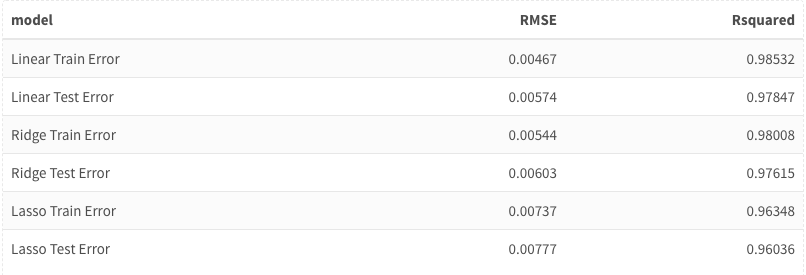 model RMSE Rsquared
Linear Train Error 0.00467 0.98532
Linear Test Error 0.00574 0.97847
Ridge Train Error 0.00544 0.98008
Ridge Test Error 0.00603 0.97615
Lasso Train Error 0.00737 0.96348
Lasso Test Error 0.00777 0.96036